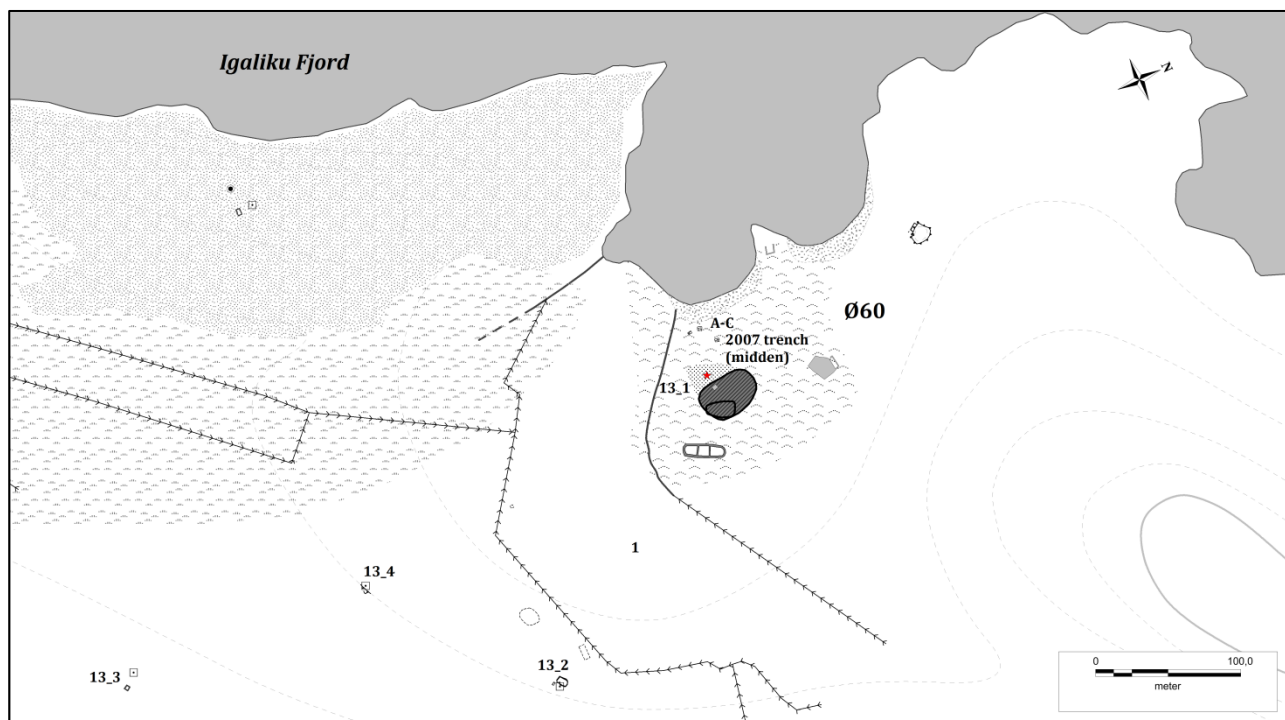 Igaliku Fjord
N
Ø60
A-C
2007 trench
(midden)
13_1
1
13_4
13_2
13_3
0
100,0
meter